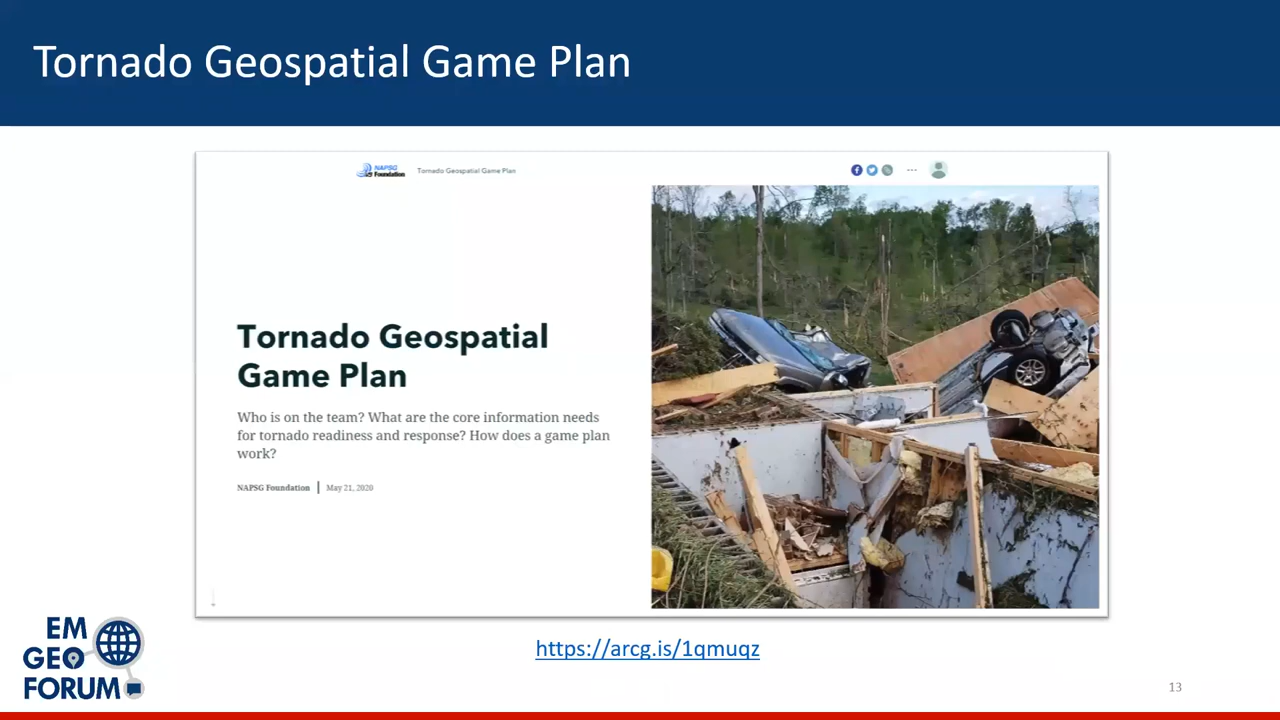 Tornado Geospatial Game Plan
NAPSG
Foundation
Tornado Geospatial Game Plan
Tornado Geospatial
Game Plan
Who is on the team? What are the core information needs
for tornado readiness and response? How does a game plan
work?
NAPSG Foundation | May 21, 2020
https://arcg.is/1qmuqz
EM
GEO
FORUM
13